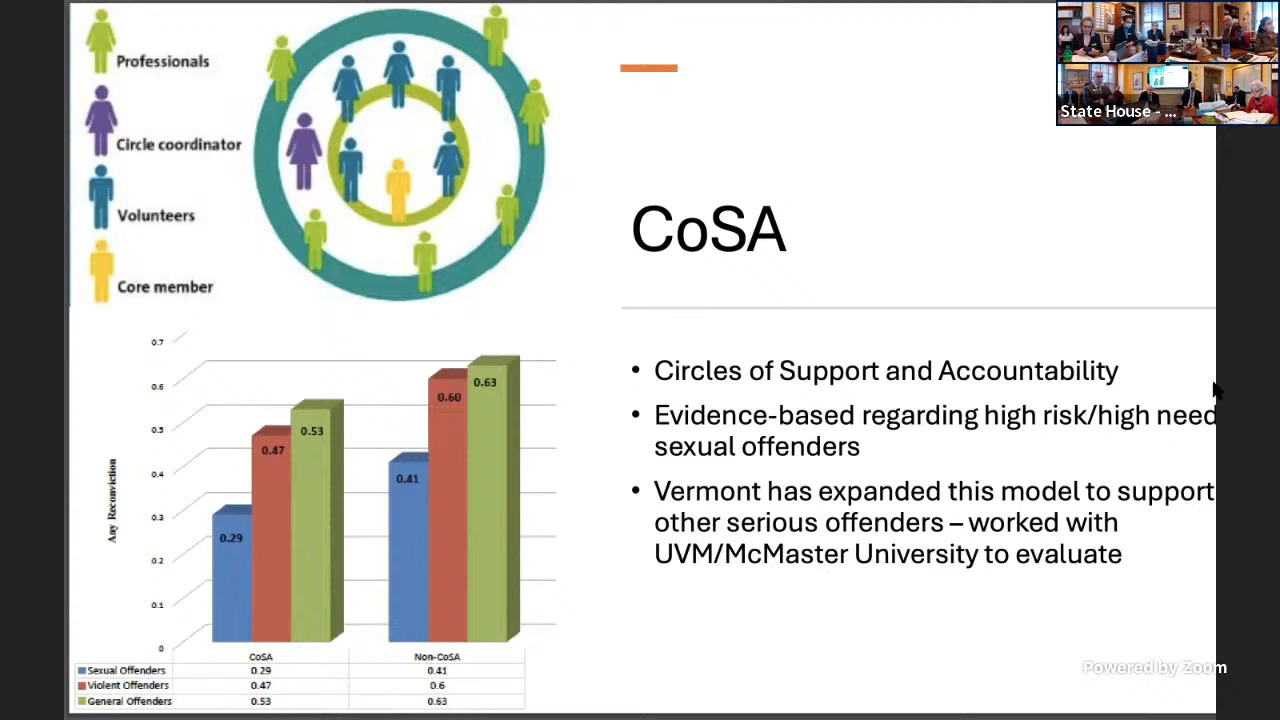 Professionals
Circle coordinator
Volunteers
Core member
State House - ...
CoSA
• Circles of Support and Accountability
• Evidence-based regarding high risk/high need
sexual offenders
• Vermont has expanded this model to support
other serious offenders – worked with
UVM/McMaster University to evaluate
Any Reconviction
0.7
0.6
0.5
0.4
0.3
0.2
0.1
0
0.29
0.47
0.53
0.41
0.60
0.63
CoSA Non-CoSA
Sexual Offenders 0.29 0.41
Violent Offenders 0.47 0.6
General Offenders 0.53 0.63
Powered by Zoom